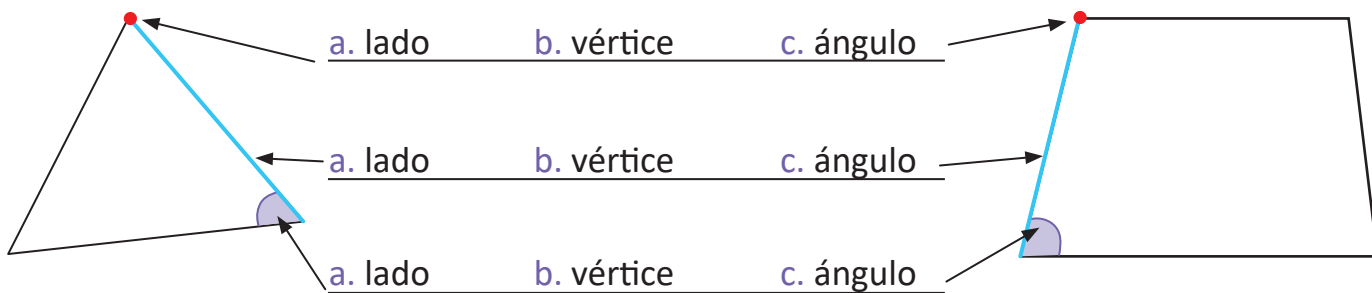 a. lado b. vértice c. ángulo
a. lado b. vértice c. ángulo
a. lado b. vértice c. ángulo